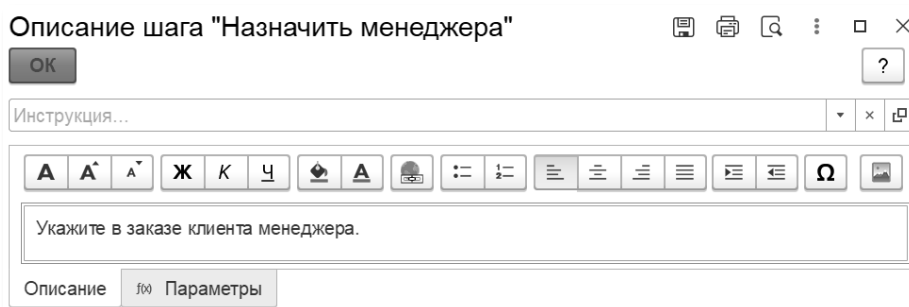 Описание шага "Назначить менеджера"
ОК
?
Инструкция...
А А А Ж К Ч А Ω
Укажите в заказе клиента менеджера.
Описание f(x) Параметры